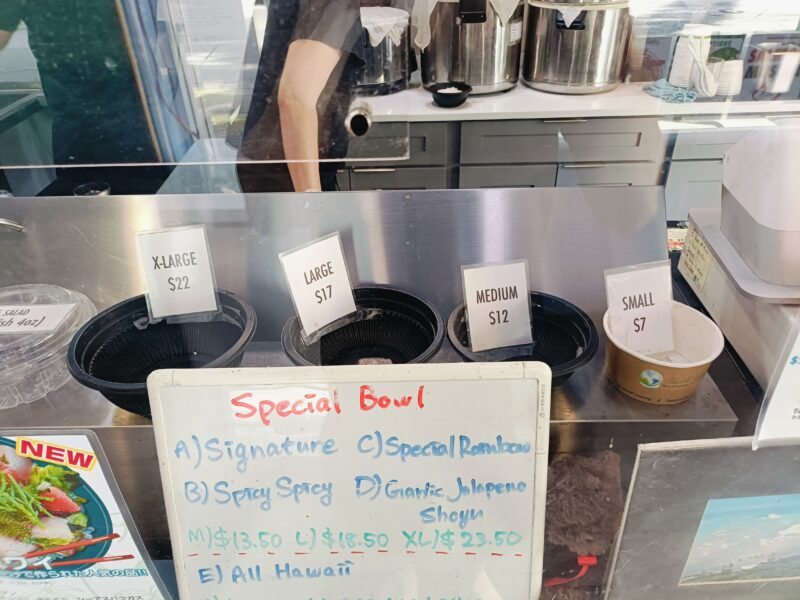 X-LARGE
$22
LARGE
$17
MEDIUM
$12
SMALL
$7
SALAD
Special Bowl
A) Signature C) Special Rainbow
B) Spicy Spicy D) Garlic Jalapeno
Shoyu
M) $13.50 L) $18.50 XL) $23.50
E) All Hawaii
NEW